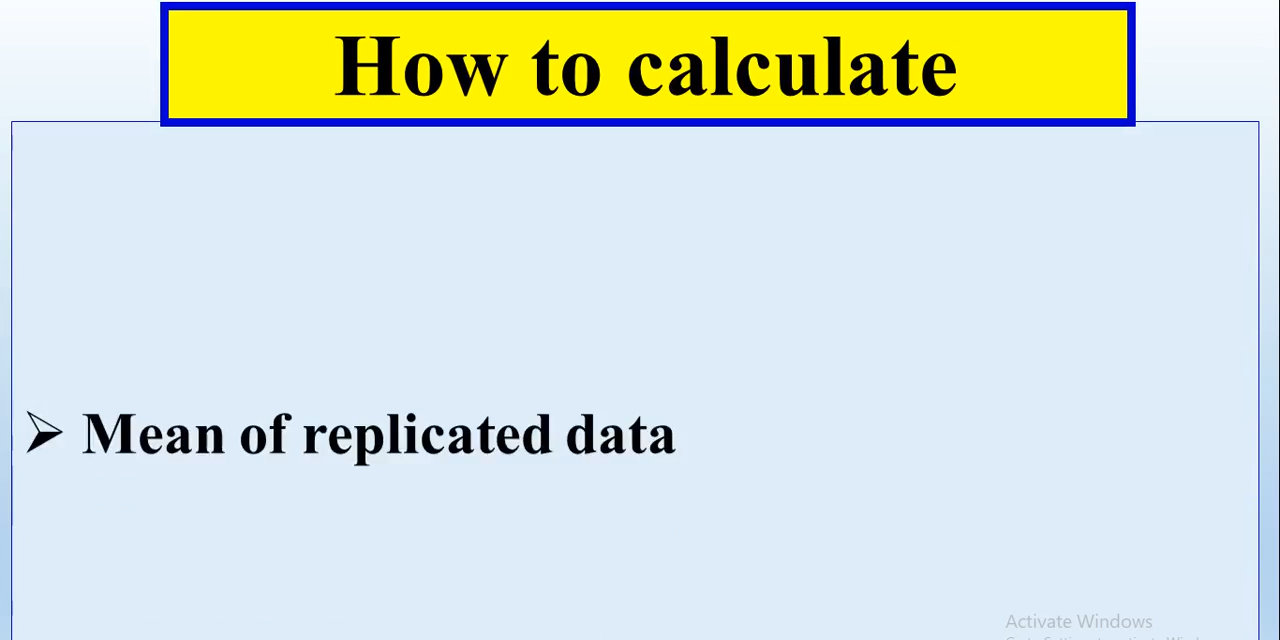 How to calculate
➢ Mean of replicated data
Activate Windows